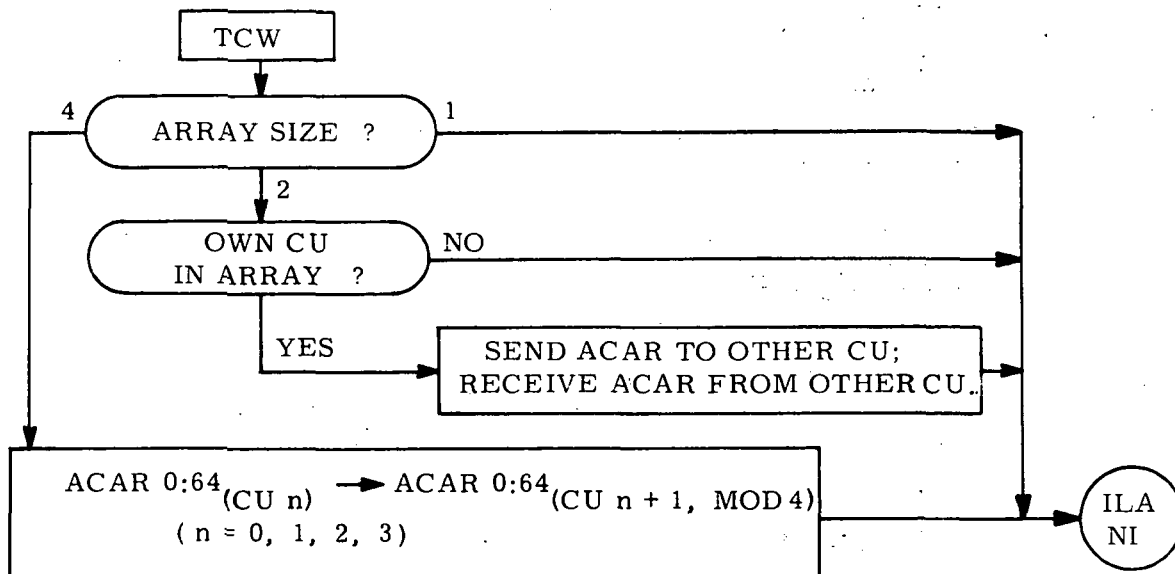 TCW
4
ARRAY SIZE ?
1
2
OWN CU
IN ARRAY ?
NO
YES
SEND ACAR TO OTHER CU;
RECEIVE ACAR FROM OTHER CU.
ACAR 0:64 (CU n) → ACAR 0:64 (CU n + 1, MOD 4)
( n = 0, 1, 2, 3 )
ILA
NI